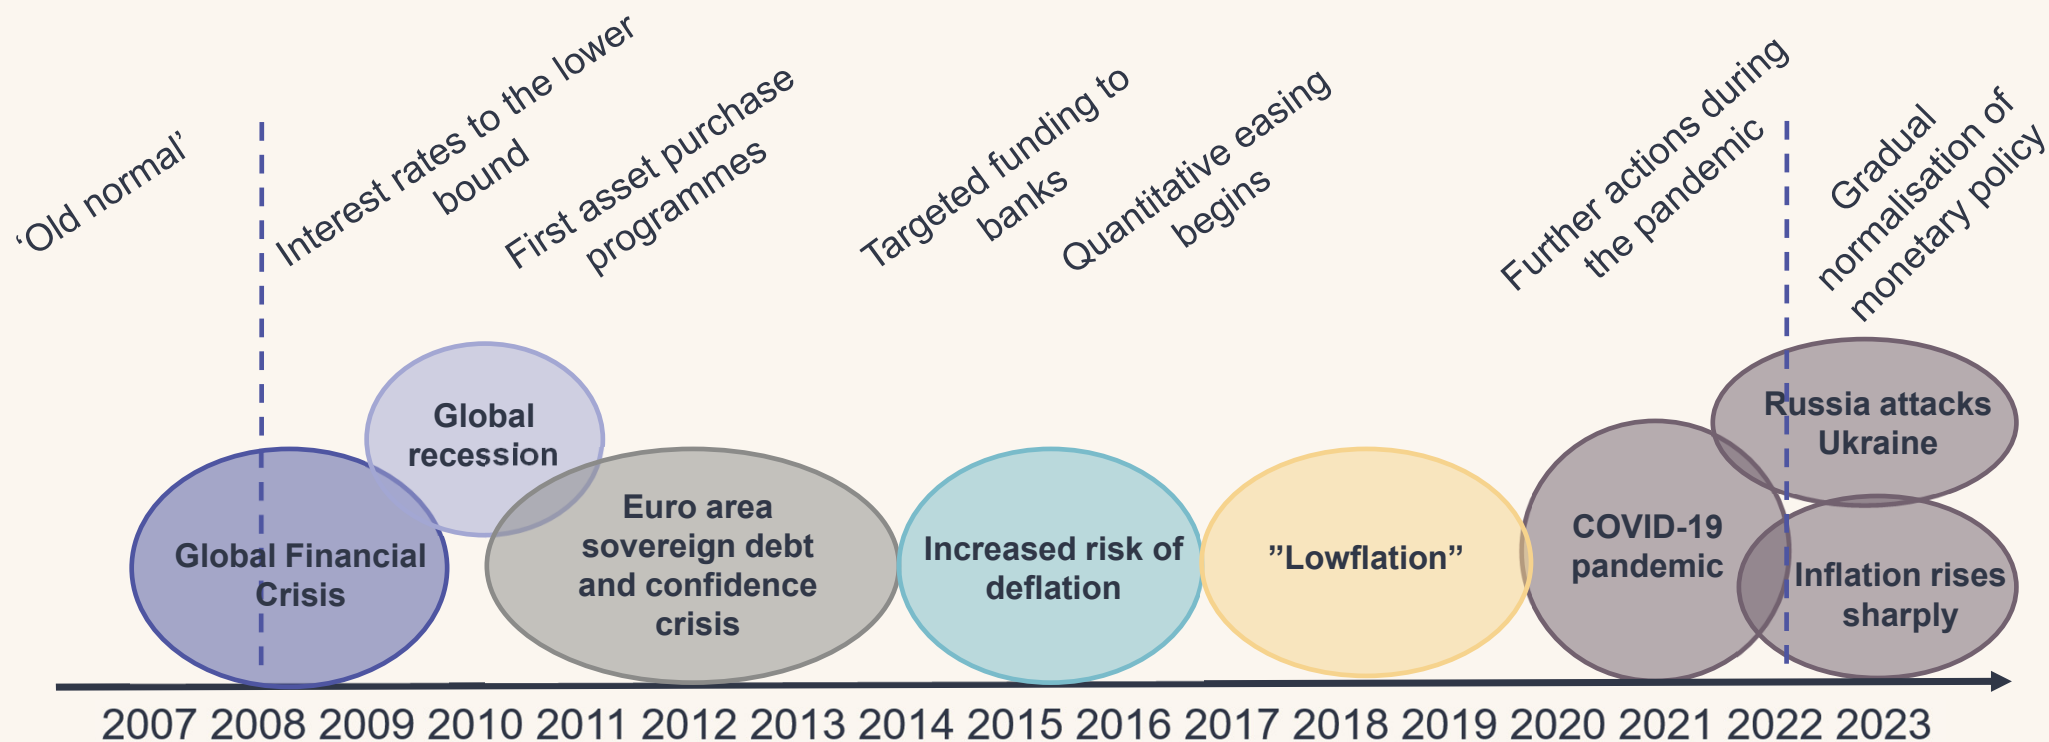 ‘Old normal’
Interest rates to the lower
bound
First asset purchase
programmes
Targeted funding to
banks
Quantitative easing
begins
Further actions during
the pandemic
Gradual
normalisation of
monetary policy
Global Financial
Crisis
Global
recession
Euro area
sovereign debt
and confidence
crisis
Increased risk of
deflation
”Lowflation”
COVID-19
pandemic
Russia attacks
Ukraine
Inflation rises
sharply
2007 2008 2009 2010 2011 2012 2013 2014 2015 2016 2017 2018 2019 2020 2021 2022 2023